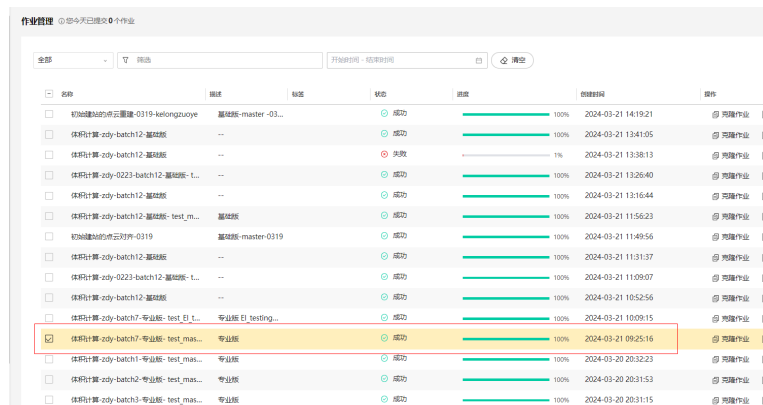 作业管理 您今天已提交0个作业
全部 筛选 开始时间 - 结束时间 清空
名称 描述 标签 状态 进度 创建时间 操作
初始建站的点云重建-0319-kelongzuoye 基础版-master -03... 成功 100% 2024-03-21 14:19:21 克隆作业
体积计算-zdy-batch12-基础版 -- 成功 100% 2024-03-21 13:41:05 克隆作业
体积计算-zdy-batch12-基础版 -- 失败 1% 2024-03-21 13:38:13 克隆作业
体积计算-zdy-0223-batch12-基础版- t... -- 成功 100% 2024-03-21 13:26:40 克隆作业
体积计算-zdy-batch12-基础版 -- 成功 100% 2024-03-21 13:16:44 克隆作业
体积计算-zdy-batch12-基础版- test_m... 基础版 成功 100% 2024-03-21 11:56:23 克隆作业
初始建站的点云对齐-0319 基础版-master-0319 成功 100% 2024-03-21 11:49:56 克隆作业
体积计算-zdy-batch12-基础版 -- 成功 100% 2024-03-21 11:31:37 克隆作业
体积计算-zdy-0223-batch12-基础版- t... -- 成功 100% 2024-03-21 11:09:07 克隆作业
体积计算-zdy-batch12-基础版 -- 成功 100% 2024-03-21 10:52:56 克隆作业
体积计算-zdy-batch7-专业版- test_EI_t... 专业版 EI_testing... 成功 100% 2024-03-21 10:09:15 克隆作业
体积计算-zdy-batch7-专业版- test_mas... 专业版 成功 100% 2024-03-21 09:25:16 克隆作业
体积计算-zdy-batch1-专业版- test_mas... 专业版 成功 100% 2024-03-20 20:32:23 克隆作业
体积计算-zdy-batch2-专业版- test_mas... 专业版 成功 100% 2024-03-20 20:31:53 克隆作业
体积计算-zdy-batch3-专业版- test_mas... 专业版 成功 100% 2024-03-20 20:31:15 克隆作业